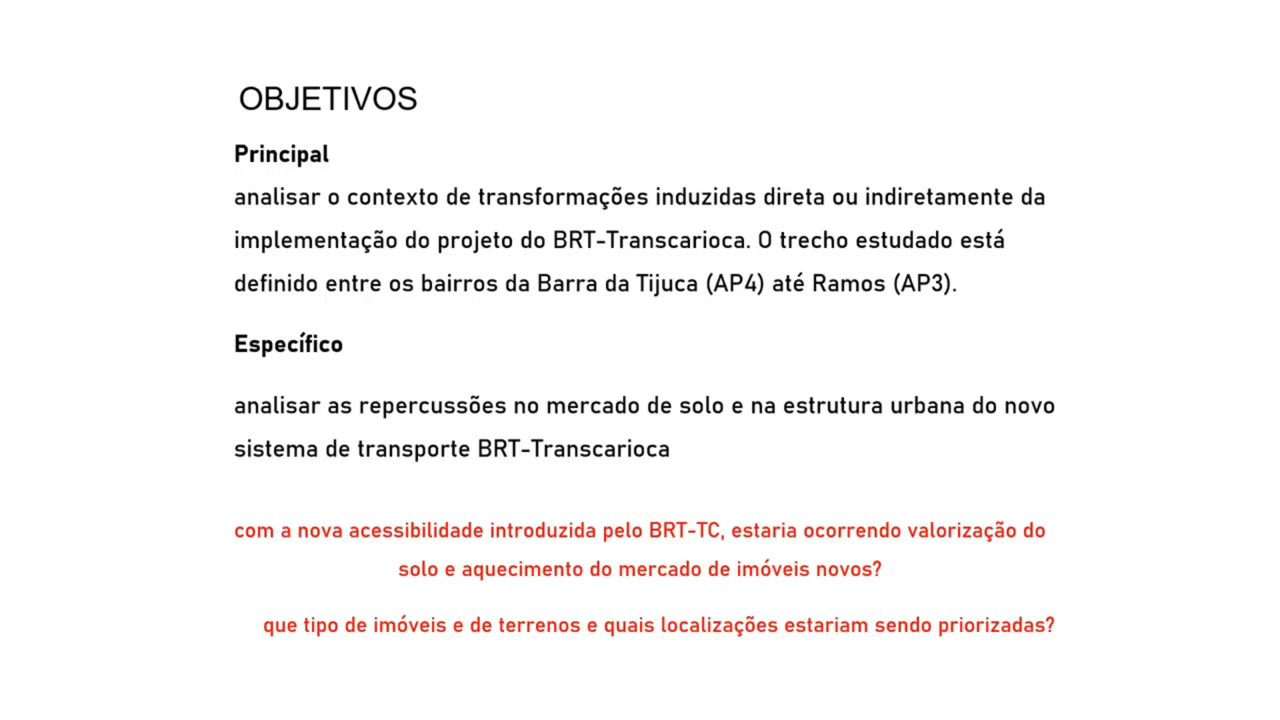 OBJETIVOS
Principal
analisar o contexto de transformações induzidas direta ou indiretamente da
implementação do projeto do BRT-Transcarioca. O trecho estudado está
definido entre os bairros da Barra da Tijuca (AP4) até Ramos (AP3).
Específico
analisar as repercussões no mercado de solo e na estrutura urbana do novo
sistema de transporte BRT-Transcarioca
com a nova acessibilidade introduzida pelo BRT-TC, estaria ocorrendo valorização do
solo e aquecimento do mercado de imóveis novos?
que tipo de imóveis e de terrenos e quais localizações estariam sendo priorizadas?